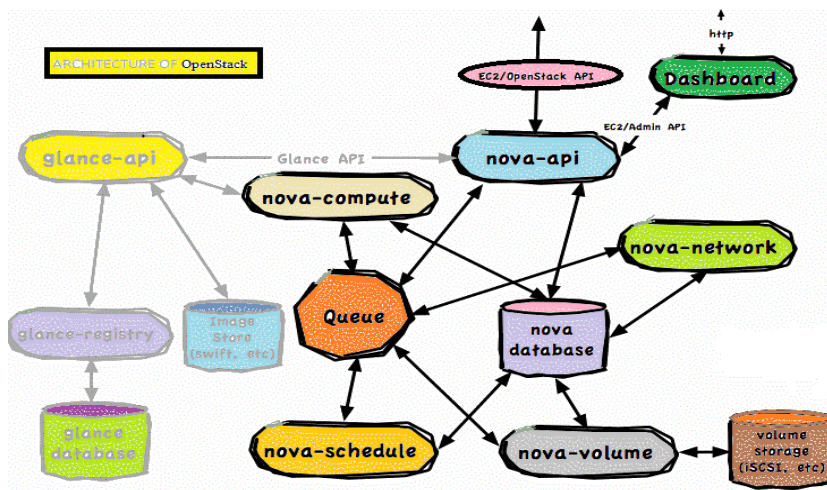 http
ARCHITECTURE OF OpenStack
EC2/OpenStack API
Dashboard
EC2/Admin API
glance-api
Glance API
nova-api
nova-compute
nova-network
Queue
nova
database
glance-registry
Image
Store
(swift, etc)
glance
database
nova-schedule
nova-volume
volume
storage
(iSCSI, etc)